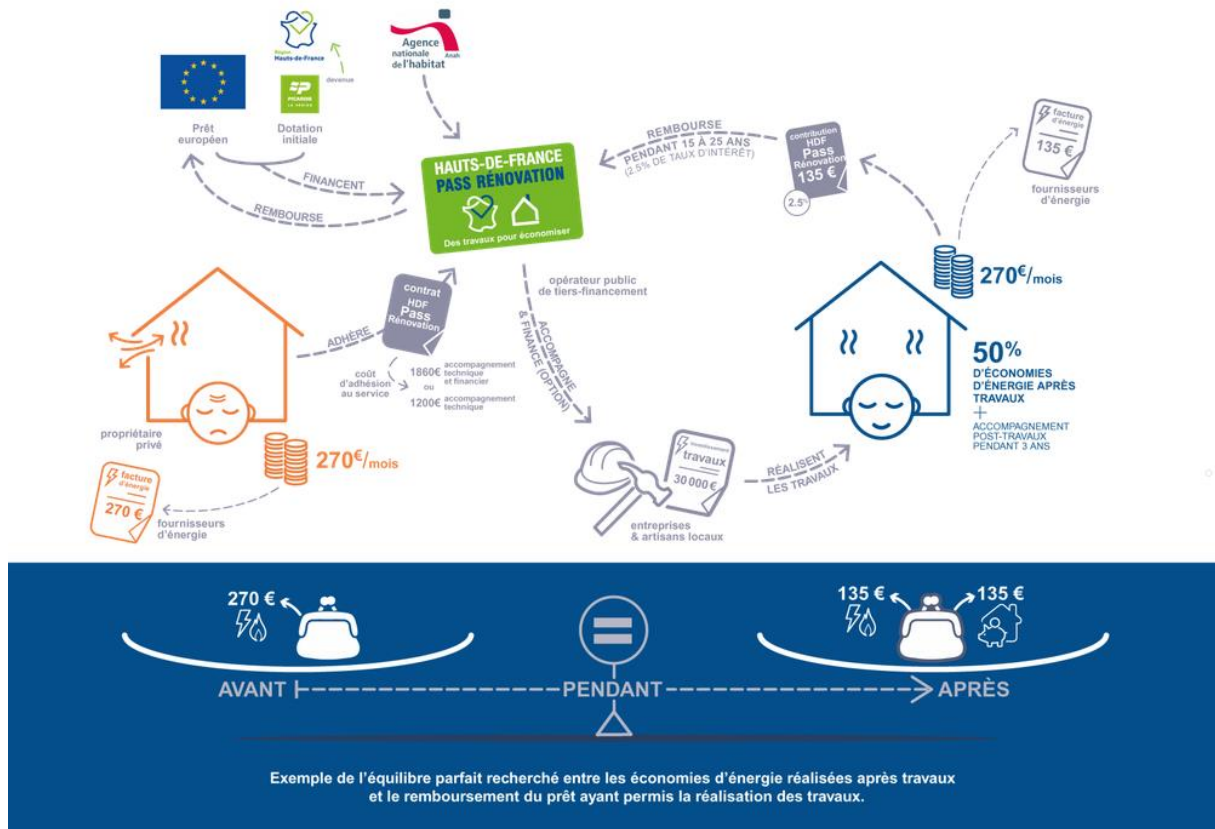 Région
Hauts-de-France
devenue
PICARDIE
LA RÉGION
Agence
nationale
de l'habitat
Anah
Prêt
européen
Dotation
initiale
FINANCENT
REMBOURSE
HAUTS-DE-FRANCE
PASS RÉNOVATION
Des travaux pour économiser
REMBOURSE
PENDANT 15 À 25 ANS
(2.5% DE TAUX D'INTÉRÊT)
contribution
HDF
Pass
Rénovation
135 €
2.5%
facture
d'énergie
135 €
fournisseurs
d'énergie
270€/mois
opérateur public
de tiers-financement
contrat
HDF
Pass
Rénovation
ADHÈRE
coût
d'adhésion
au service
1860€ accompagnement
technique
et financier
ou
1200€ accompagnement
technique
ACCOMPAGNE
& FINANCE (OPTION)
50%
D'ÉCONOMIES
D'ÉNERGIE APRÈS
TRAVAUX
+
ACCOMPAGNEMENT
POST-TRAVAUX
PENDANT 3 ANS
propriétaire
privé
270€/mois
facture
d'énergie
270 €
fournisseurs
d'énergie
investissement
travaux
30 000 €
entreprises
& artisans locaux
RÉALISENT
LES TRAVAUX
270 €
135 €
135 €
AVANT
PENDANT
APRÈS
Exemple de l'équilibre parfait recherché entre les économies d'énergie réalisées après travaux
et le remboursement du prêt ayant permis la réalisation des travaux.